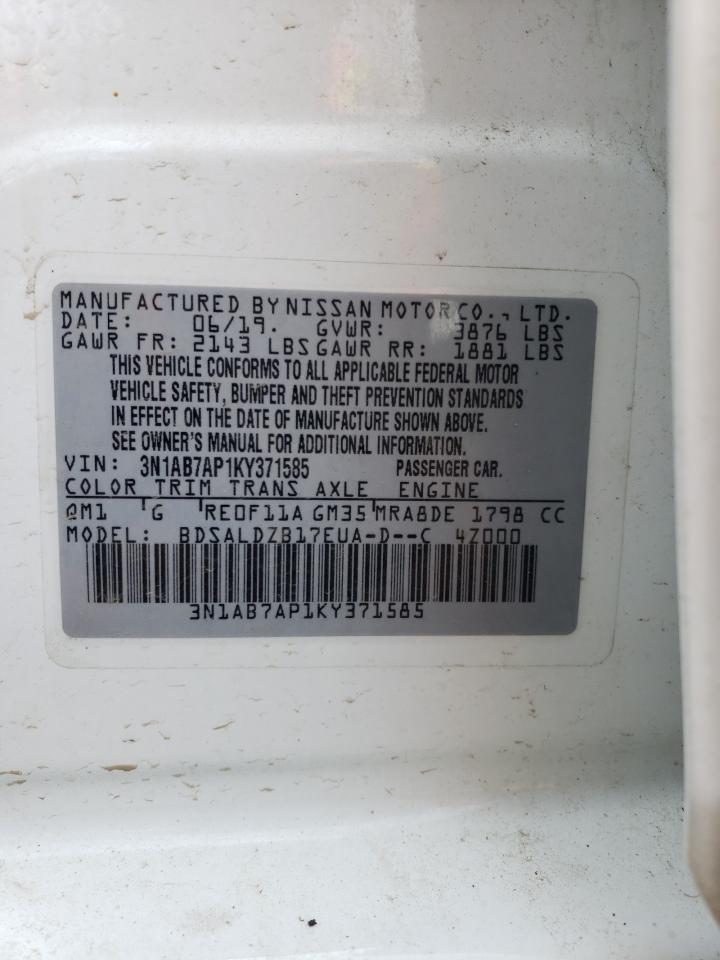 MANUFACTURED BY NISSAN MOTOR CO., LTD.
DATE: 06/19. GVWR: 3876 LBS
GAWR FR: 2143 LBS GAWR RR: 1881 LBS
THIS VEHICLE CONFORMS TO ALL APPLICABLE FEDERAL MOTOR
VEHICLE SAFETY, BUMPER AND THEFT PREVENTION STANDARDS
IN EFFECT ON THE DATE OF MANUFACTURE SHOWN ABOVE.
SEE OWNER'S MANUAL FOR ADDITIONAL INFORMATION.
VIN: 3N1AB7AP1KY371585 PASSENGER CAR.
COLOR TRIM TRANS AXLE ENGINE
QM1 G RE0F11A GM35 MRA8DE 1798 CC
MODEL: BDSALDZB17EUA-D--C 4Z000
3N1AB7AP1KY371585